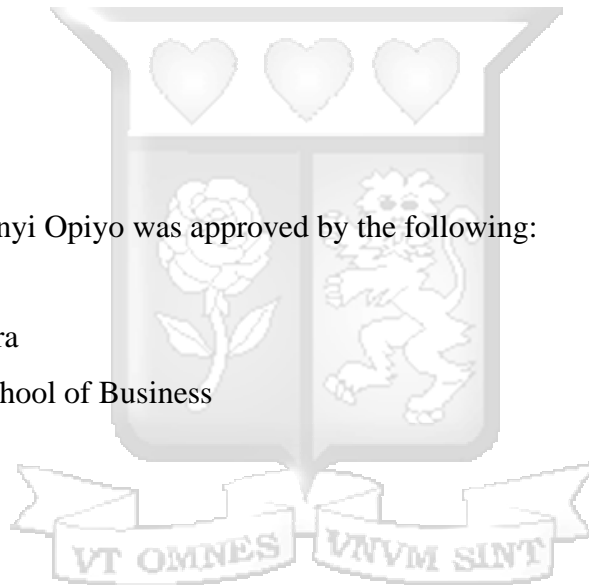 nyi Opiyo was approved by the following:
ra
hool of Business
VT OMNES VNVM SINT